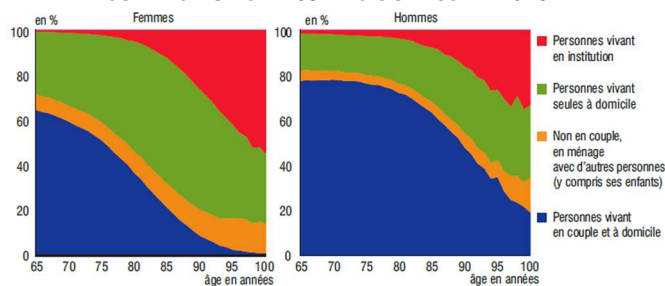 Femmes
Hommes
en %
100
80
60
40
20
0
65 70 75 80 85 90 95 100
âge en années
en %
100
80
60
40
20
0
65 70 75 80 85 90 95 100
âge en années
Personnes vivant
en institution
Personnes vivant
seules à domicile
Non en couple,
en ménage
avec d'autres personnes
(y compris ses enfants)
Personnes vivant
en couple et à domicile